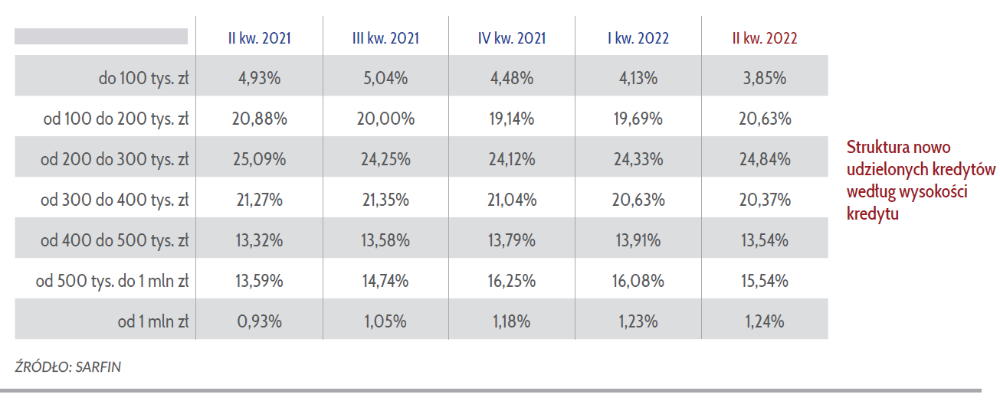 II kw. 2021 III kw. 2021 IV kw. 2021 I kw. 2022 II kw. 2022
do 100 tys. zł 4,93% 5,04% 4,48% 4,13% 3,85%
od 100 do 200 tys. zł 20,88% 20,00% 19,14% 19,69% 20,63%
od 200 do 300 tys. zł 25,09% 24,25% 24,12% 24,33% 24,84%
od 300 do 400 tys. zł 21,27% 21,35% 21,04% 20,63% 20,37%
od 400 do 500 tys. zł 13,32% 13,58% 13,79% 13,91% 13,54%
od 500 tys. do 1 mln zł 13,59% 14,74% 16,25% 16,08% 15,54%
od 1 mln zł 0,93% 1,05% 1,18% 1,23% 1,24%
Struktura nowo
udzielonych kredytów
według wysokości
kredytu
ŹRÓDŁO: SARFIN